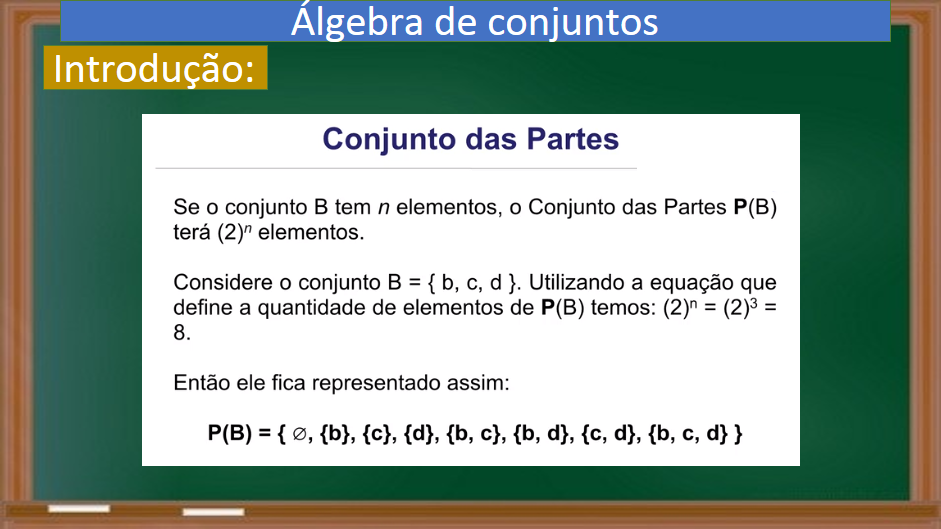 Álgebra de conjuntos
Introdução:
Conjunto das Partes
Se o conjunto B tem n elementos, o Conjunto das Partes P(B)
terá (2)ⁿ elementos.
Considere o conjunto B = { b, c, d }. Utilizando a equação que
define a quantidade de elementos de P(B) temos: (2)ⁿ = (2)³ =
8.
Então ele fica representado assim:
P(B) = { ∅, {b}, {c}, {d}, {b, c}, {b, d}, {c, d}, {b, c, d} }